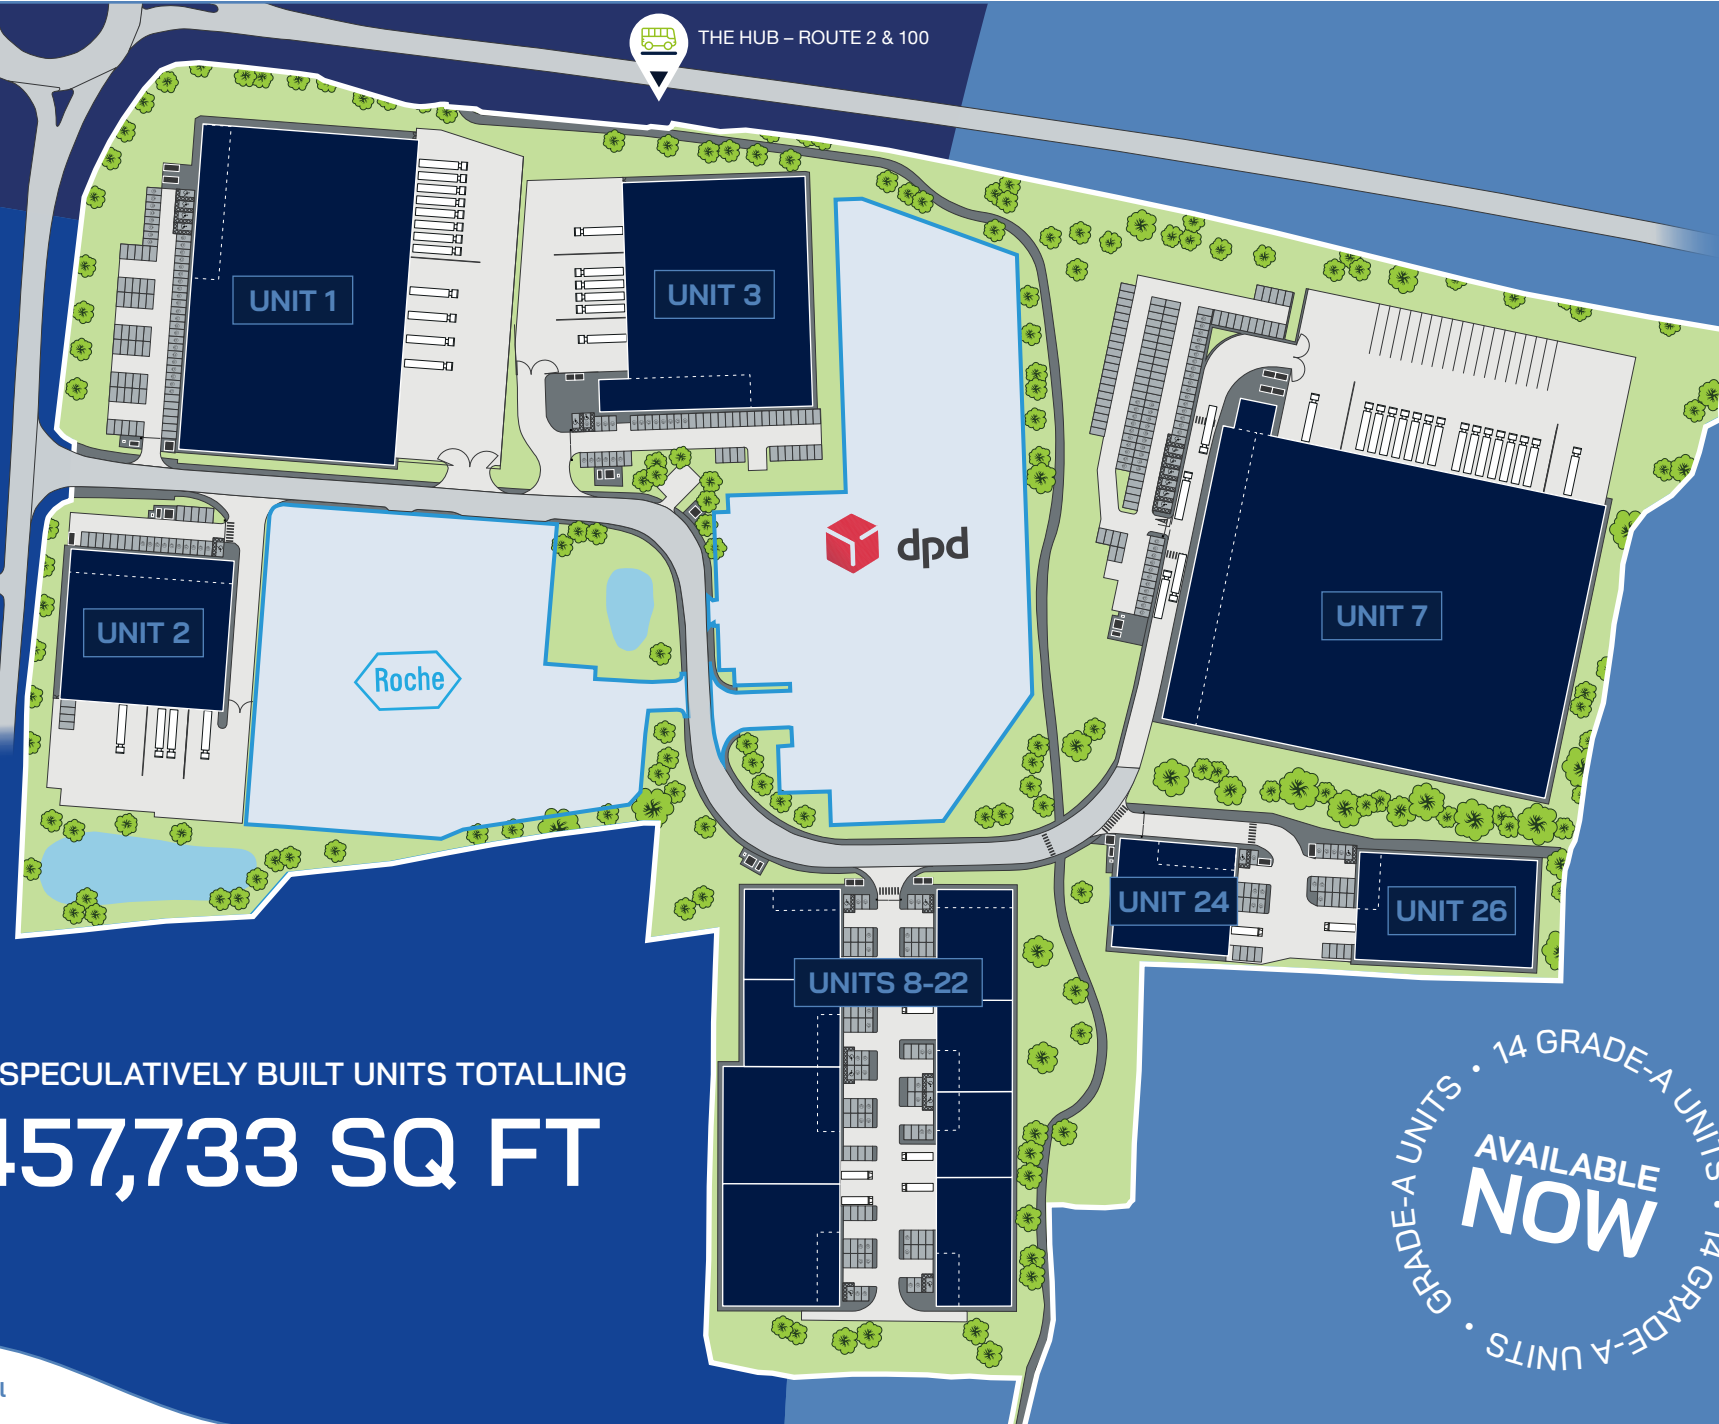 THE HUB – ROUTE 2 & 100
UNIT 1
UNIT 3
UNIT 7
dpd
UNIT 2
Roche
UNIT 24
UNIT 26
UNITS 8-22
SPECULATIVELY BUILT UNITS TOTALLING
457,733 SQ FT
14 GRADE-A UNITS • 14 GRADE-A UNITS • GRADE-A UNITS •
AVAILABLE
NOW